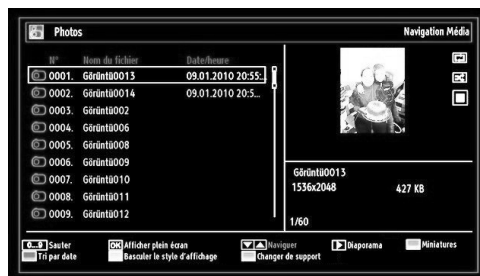 Photos
Navigation Média
N° Nom du fichier Date/heure
0001. Görüntü0013 09.01.2010 20:55:..
0002. Görüntü0014 09.01.2010 20:5...
0003. Görüntü002
0004. Görüntü006
0005. Görüntü008
0006. Görüntü009
0007. Görüntü010
0008. Görüntü011
0009. Görüntü012
Görüntü0013
1536x2048 427 KB
1/60
0...9 Sauter OK Afficher plein écran Naviguer Diaporama Miniatures
Tri par date Basculer le style d'affichage Changer de support